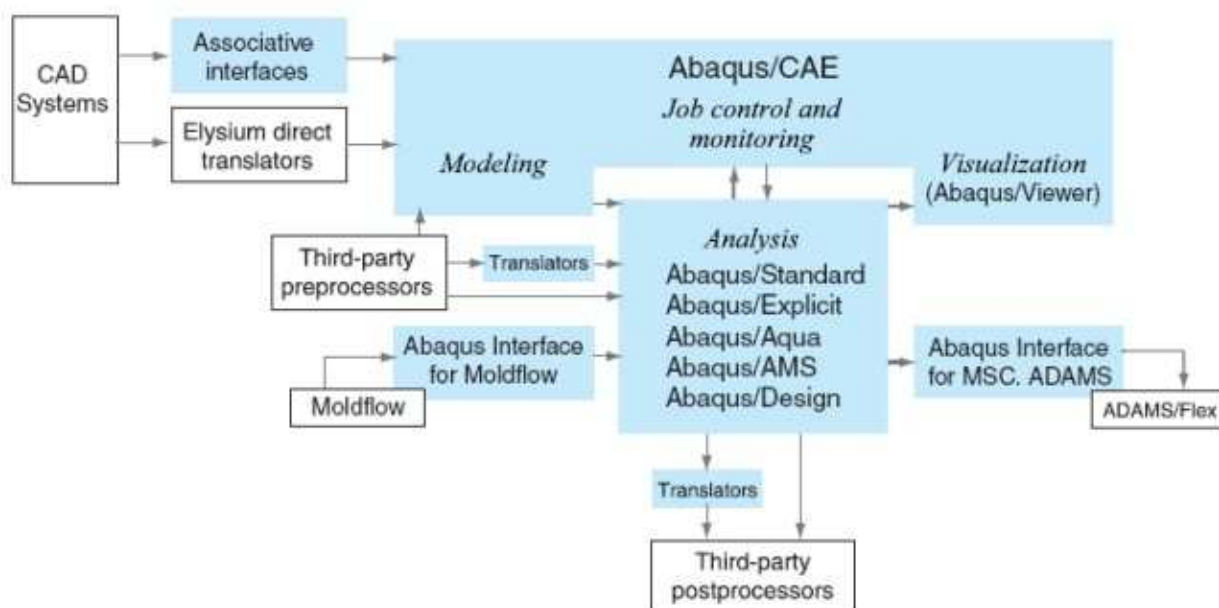 CAD
Systems
Associative
interfaces
Elysium direct
translators
Abaqus/CAE
Job control and
monitoring
Modeling
Visualization
(Abaqus/Viewer)
Third-party
preprocessors
Translators
Analysis
Abaqus/Standard
Abaqus/Explicit
Abaqus/Aqua
Abaqus/AMS
Abaqus/Design
Abaqus Interface
for Moldflow
Moldflow
Abaqus Interface
for MSC. ADAMS
ADAMS/Flex
Translators
Third-party
postprocessors